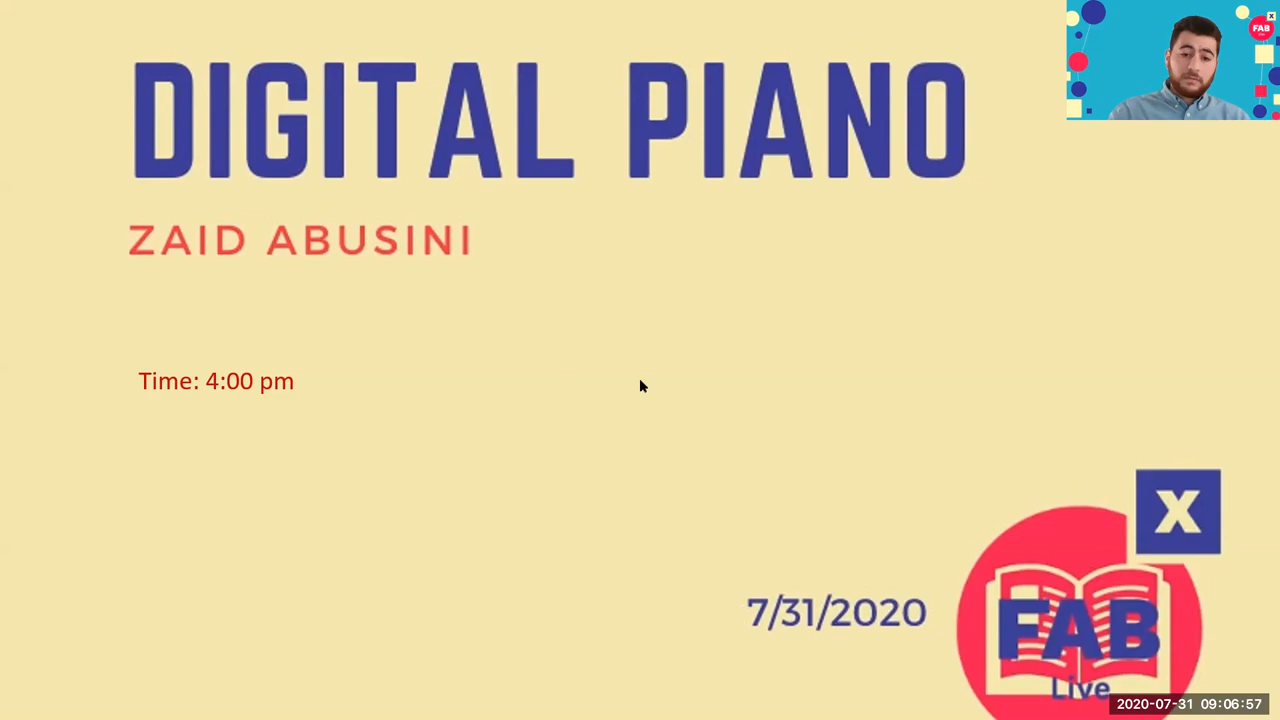 DIGITAL PIANO
FAB
X
ZAID ABUSINI
Time: 4:00 pm
X
7/31/2020
FAB
Live
2020-07-31 09:06:57